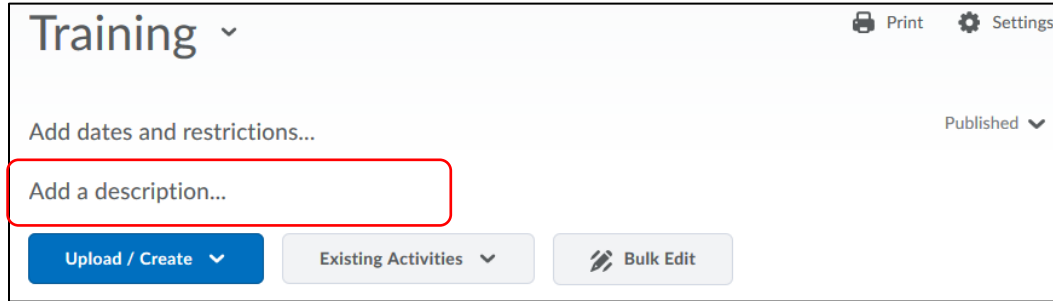 Training
Print
Settings
Add dates and restrictions...
Published
Add a description...
Upload / Create
Existing Activities
Bulk Edit